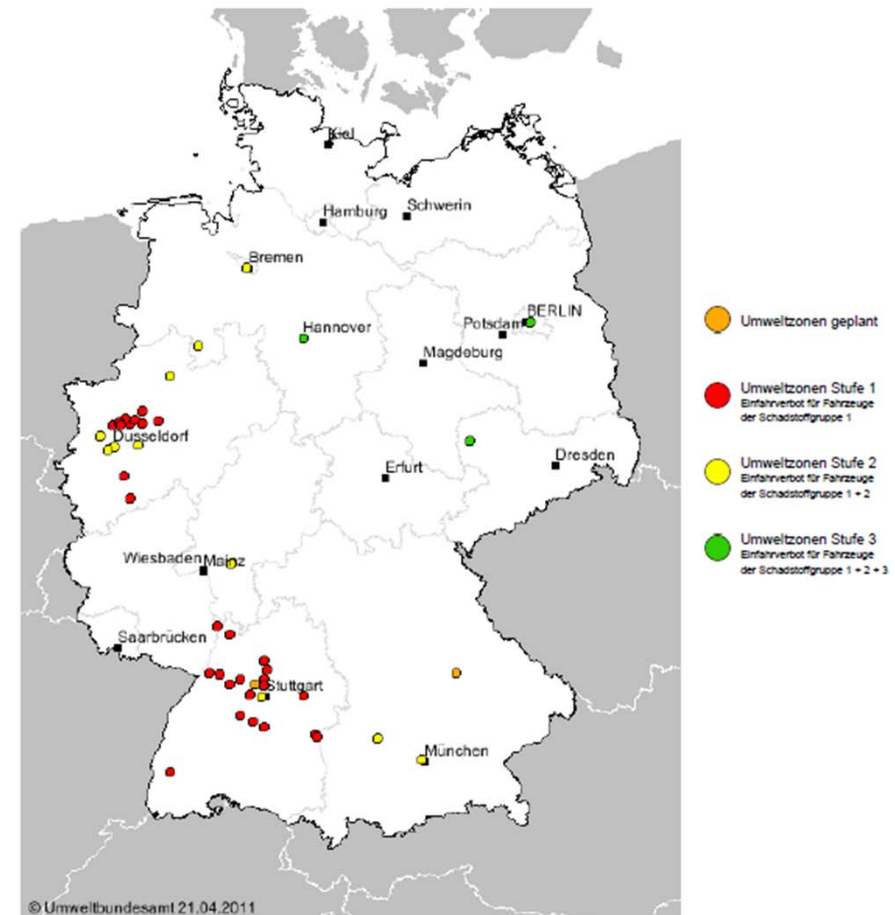 Kiel
Hamburg
Schwerin
Bremen
Hannover
Potsdam
BERLIN
Magdeburg
Dusseldorf
Erfurt
Dresden
Wiesbaden
Mainz
Saarbrücken
Stuttgart
München
Umweltzonen geplant
Umweltzonen Stufe 1
Einfahrverbot für Fahrzeuge
der Schadstoffgruppe 1
Umweltzonen Stufe 2
Einfahrverbot für Fahrzeuge
der Schadstoffgruppe 1 + 2
Umweltzonen Stufe 3
Einfahrverbot für Fahrzeuge
der Schadstoffgruppe 1 + 2 + 3
© Umweltbundesamt 21.04.2011